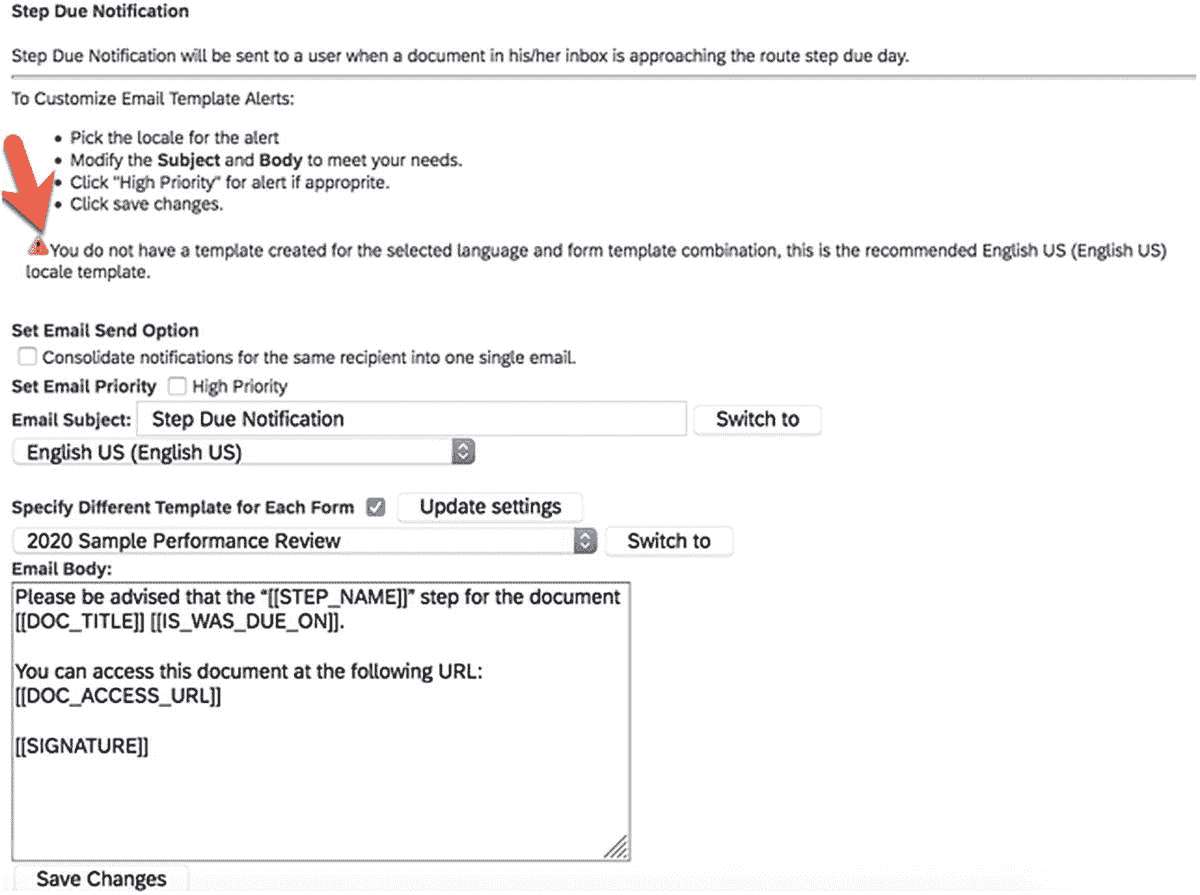 Step Due Notification
Step Due Notification will be sent to a user when a document in his/her inbox is approaching the route step due day.
To Customize Email Template Alerts:
• Pick the locale for the alert
• Modify the Subject and Body to meet your needs.
• Click "High Priority" for alert if approprite.
• Click save changes.
You do not have a template created for the selected language and form template combination, this is the recommended English US (English US)
locale template.
Set Email Send Option
Consolidate notifications for the same recipient into one single email.
Set Email Priority High Priority
Email Subject: Step Due Notification Switch to
English US (English US)
Specify Different Template for Each Form Update settings
2020 Sample Performance Review Switch to
Email Body:
Please be advised that the “[[STEP_NAME]]” step for the document
[[DOC_TITLE]] [[IS_WAS_DUE_ON]].
You can access this document at the following URL:
[[DOC_ACCESS_URL]]
[[SIGNATURE]]
Save Changes